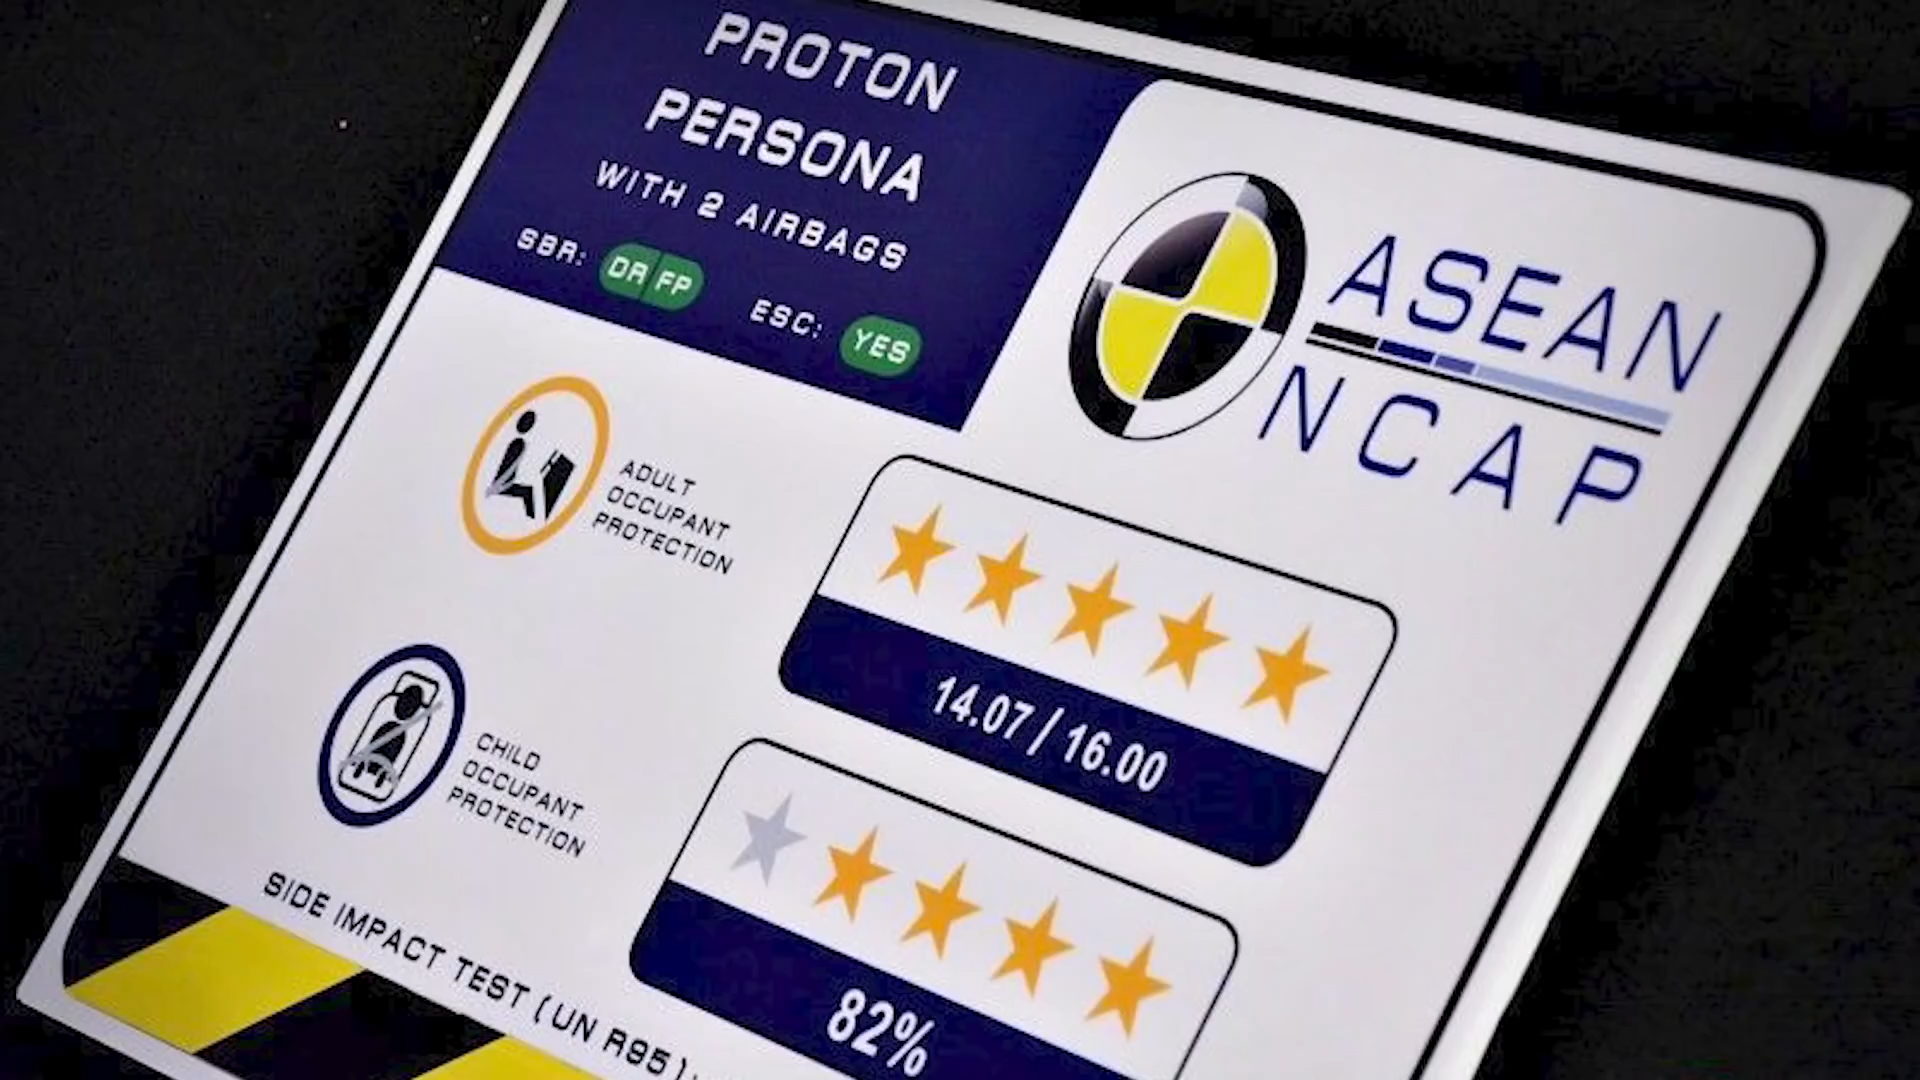 PROTON
PERSONA
WITH 2 AIRBAGS
SBR: DR FP
ESC: YES
ASEAN
NCAP
ADULT
OCCUPANT
PROTECTION
14.07 / 16.00
CHILD
OCCUPANT
PROTECTION
82%
SIDE IMPACT TEST (UN R95):